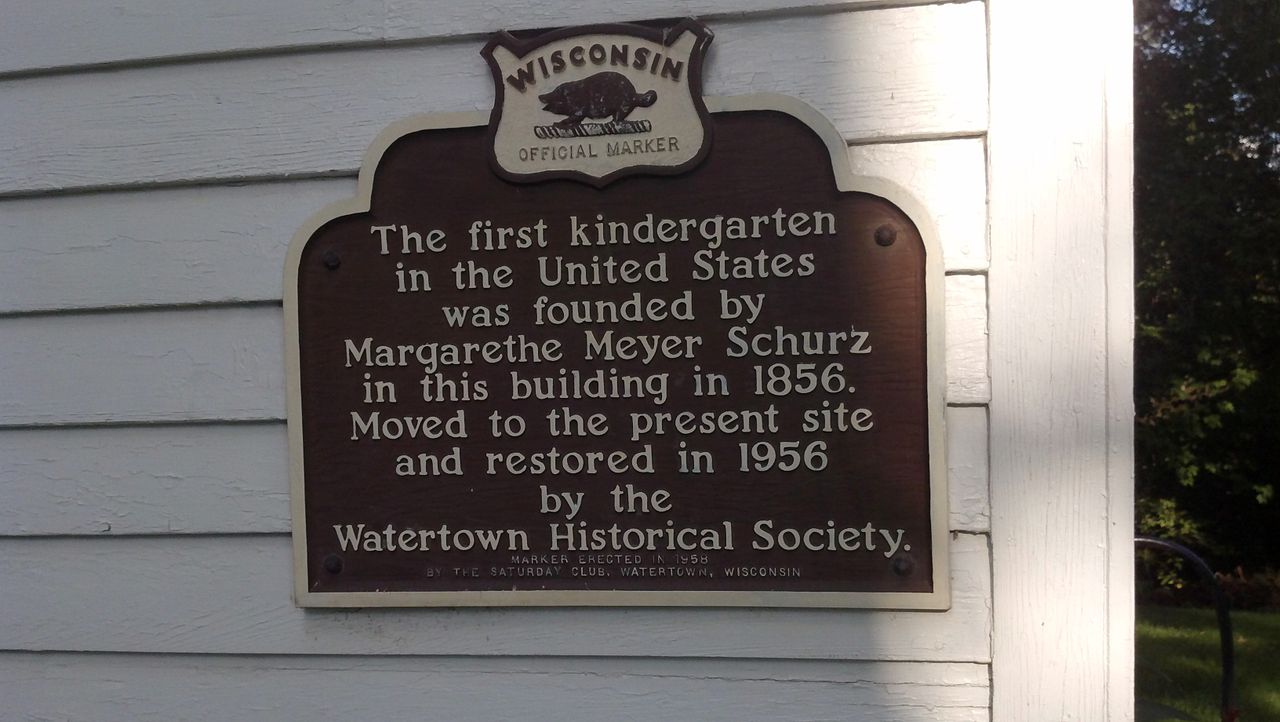 WISCONSIN
OFFICIAL MARKER
The first kindergarten
in the United States
was founded by
Margarethe Meyer Schurz
in this building in 1856.
Moved to the present site
and restored in 1956
by the
Watertown Historical Society.
MARKER ERECTED IN 1958
BY THE SATURDAY CLUB, WATERTOWN, WISCONSIN